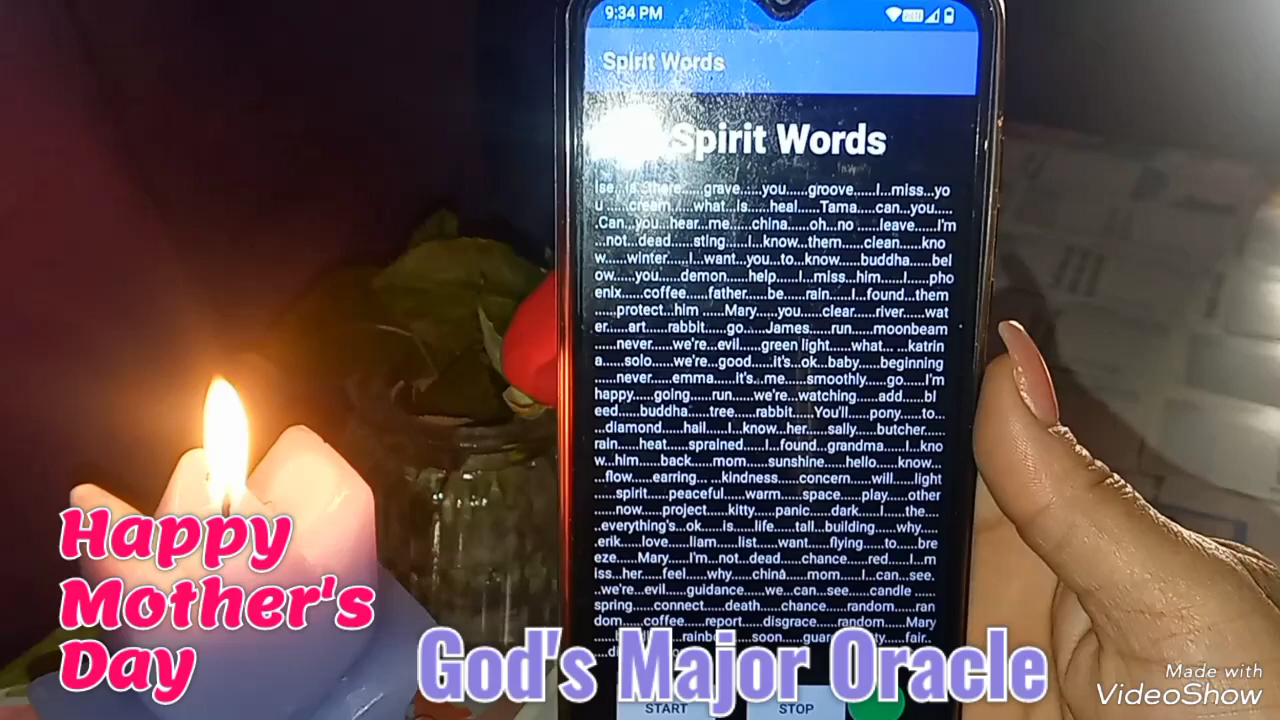 9:34 PM
Spirit Words
Spirit Words
lse...is..there......grave......you......groove......I...miss...yo
u ......cream......what...is.....heal......Tama....can...you.....
.Can...you...hear...me.....china.....oh...no ......leave.....I'm
...not...dead......sting......I...know...them......clean.....kno
w......winter......I...want...you...to...know......buddha.....bel
ow.....you.....demon.....help......I...miss...him......I.....pho
enix......coffee......father.....be.....rain.....I...found...them
......protect...him ......Mary......you.....clear.....river.....wat
er.....art.....rabbit.....go....James.....run.....moonbeam
......never.....we're...evil......green light......what... ...katrin
a.....solo.....we're...good.....it's...ok...baby.....beginning
.....never.....emma.....it's...me......smoothly.....go.....I'm
happy.....going.....run.....we're...watching.....add.....bl
eed.....buddha....tree.....rabbit.....You'll.....pony.....to...
...diamond.....hail.....I...know...her.....sally.....butcher.....
rain.....heat.....sprained.....I...found...grandma....I...kno
w...him.....back.....mom.....sunshine.....hello.....know...
...flow.....earring... ...kindness.....concern.....will.....light
.....spirit.....peaceful.....warm.....space.....play.....other
.....now.....project.....kitty.....panic.....dark....I.....the....
..everything's...ok.....is.....life.....tall...building.....why....
.erik.....love.....liam.....list.....want.....flying.....to.....bre
eze.....Mary.....I'm...not...dead.....chance.....red.....I...m
iss...her.....feel.....why.....china.....mom.....I...can...see.
..we're...evil.....guidance.....we...can...see.....candle ......
spring.....connect.....death.....chance.....random.....ran
dom.....coffee.....report.....disgrace.....random.....Mary
soon fair...
START STOP
Happy
Mother's
Day
God's Major Oracle
Made with
VideoShow